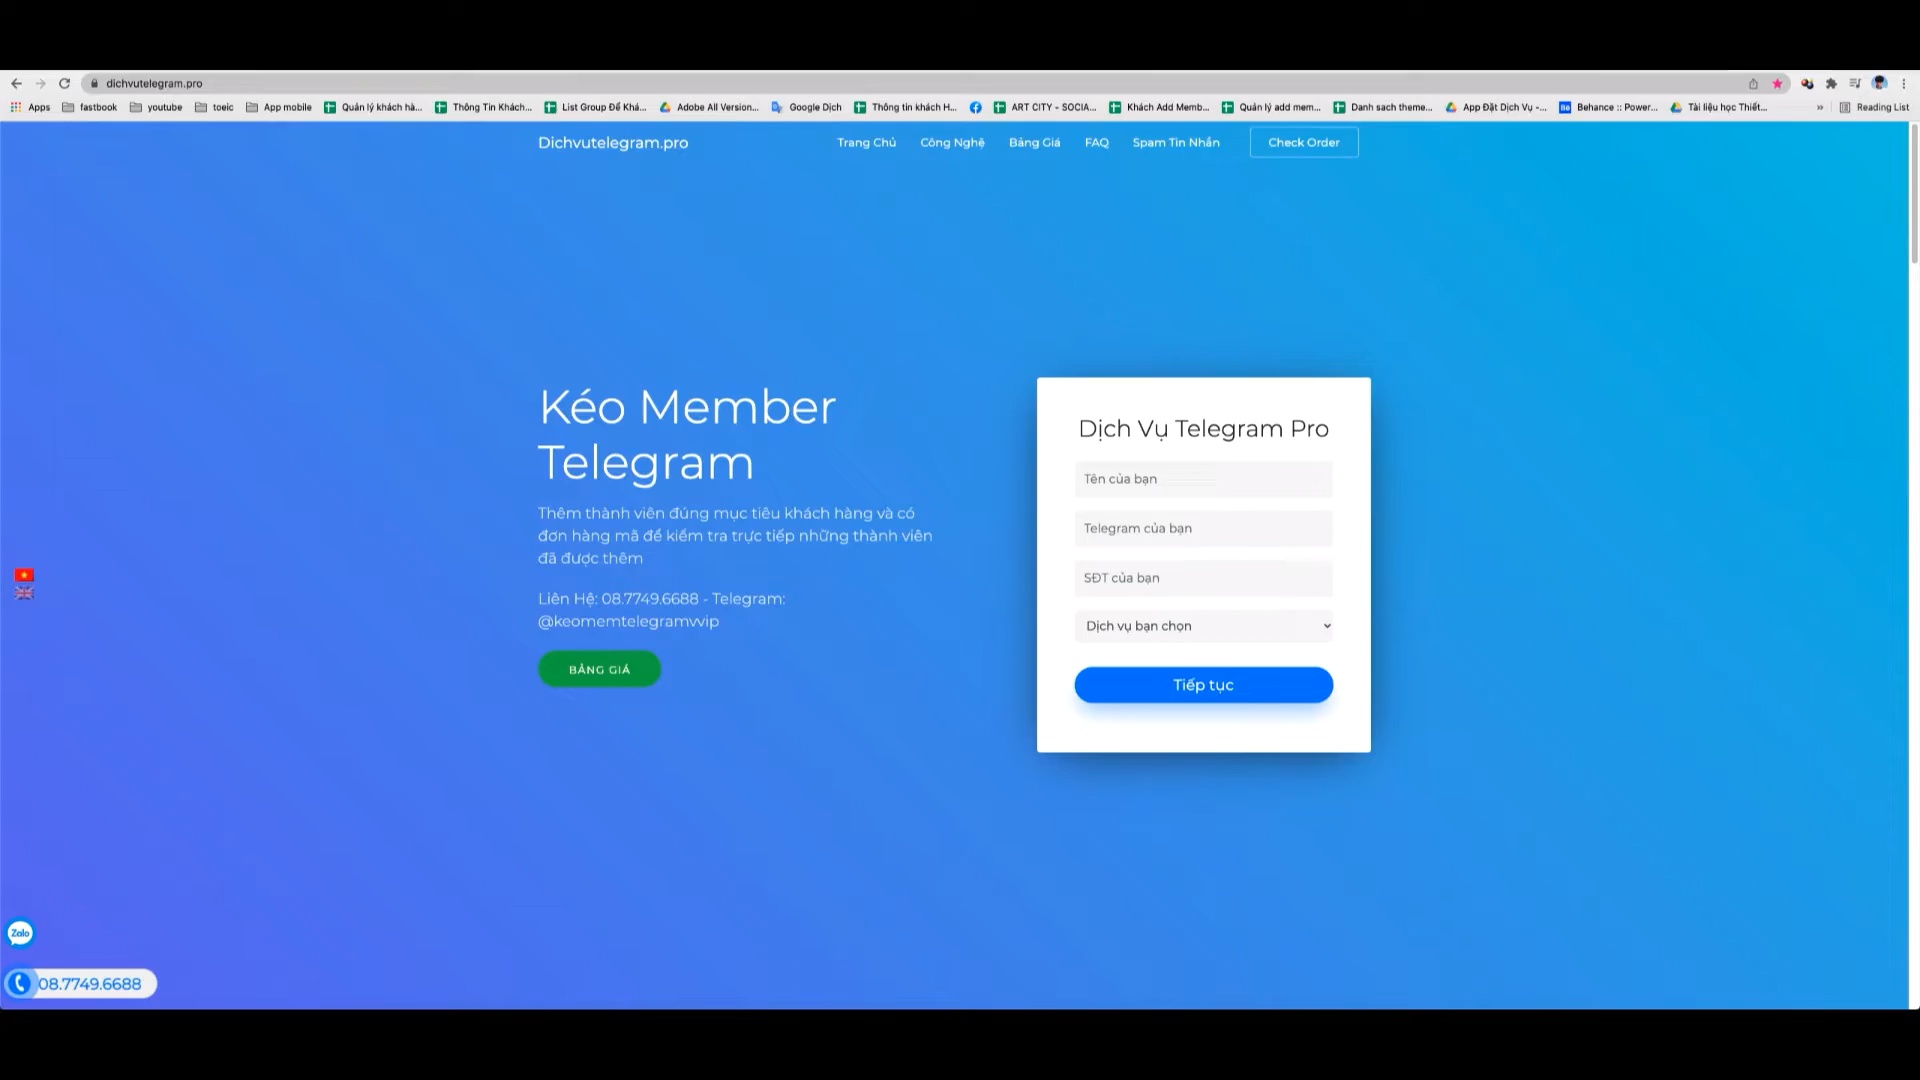 dichvutelegram.pro
Apps fastbook youtube toeic App mobile Quản lý khách hà... Thông Tin Khách... List Group Để Khá... Adobe All Version... Google Dịch Thông tin khách H... ART CITY - SOCIA... Khách Add Memb... Quản lý add mem... Danh sach theme... App Đặt Dịch Vụ -... Behance :: Power... Tài liệu học Thiết... » Reading List
Dichvutelegram.pro Trang Chủ Công Nghệ Bảng Giá FAQ Spam Tin Nhắn Check Order
Kéo Member
Telegram
Thêm thành viên đúng mục tiêu khách hàng và có
đơn hàng mã để kiểm tra trực tiếp những thành viên
đã được thêm
Liên Hệ: 08.7749.6688 - Telegram:
@keomemtelegramvvip
BẢNG GIÁ
Dịch Vụ Telegram Pro
Tên của bạn
Telegram của bạn
SĐT của bạn
Dịch vụ bạn chọn
Tiếp tục
Zalo
08.7749.6688